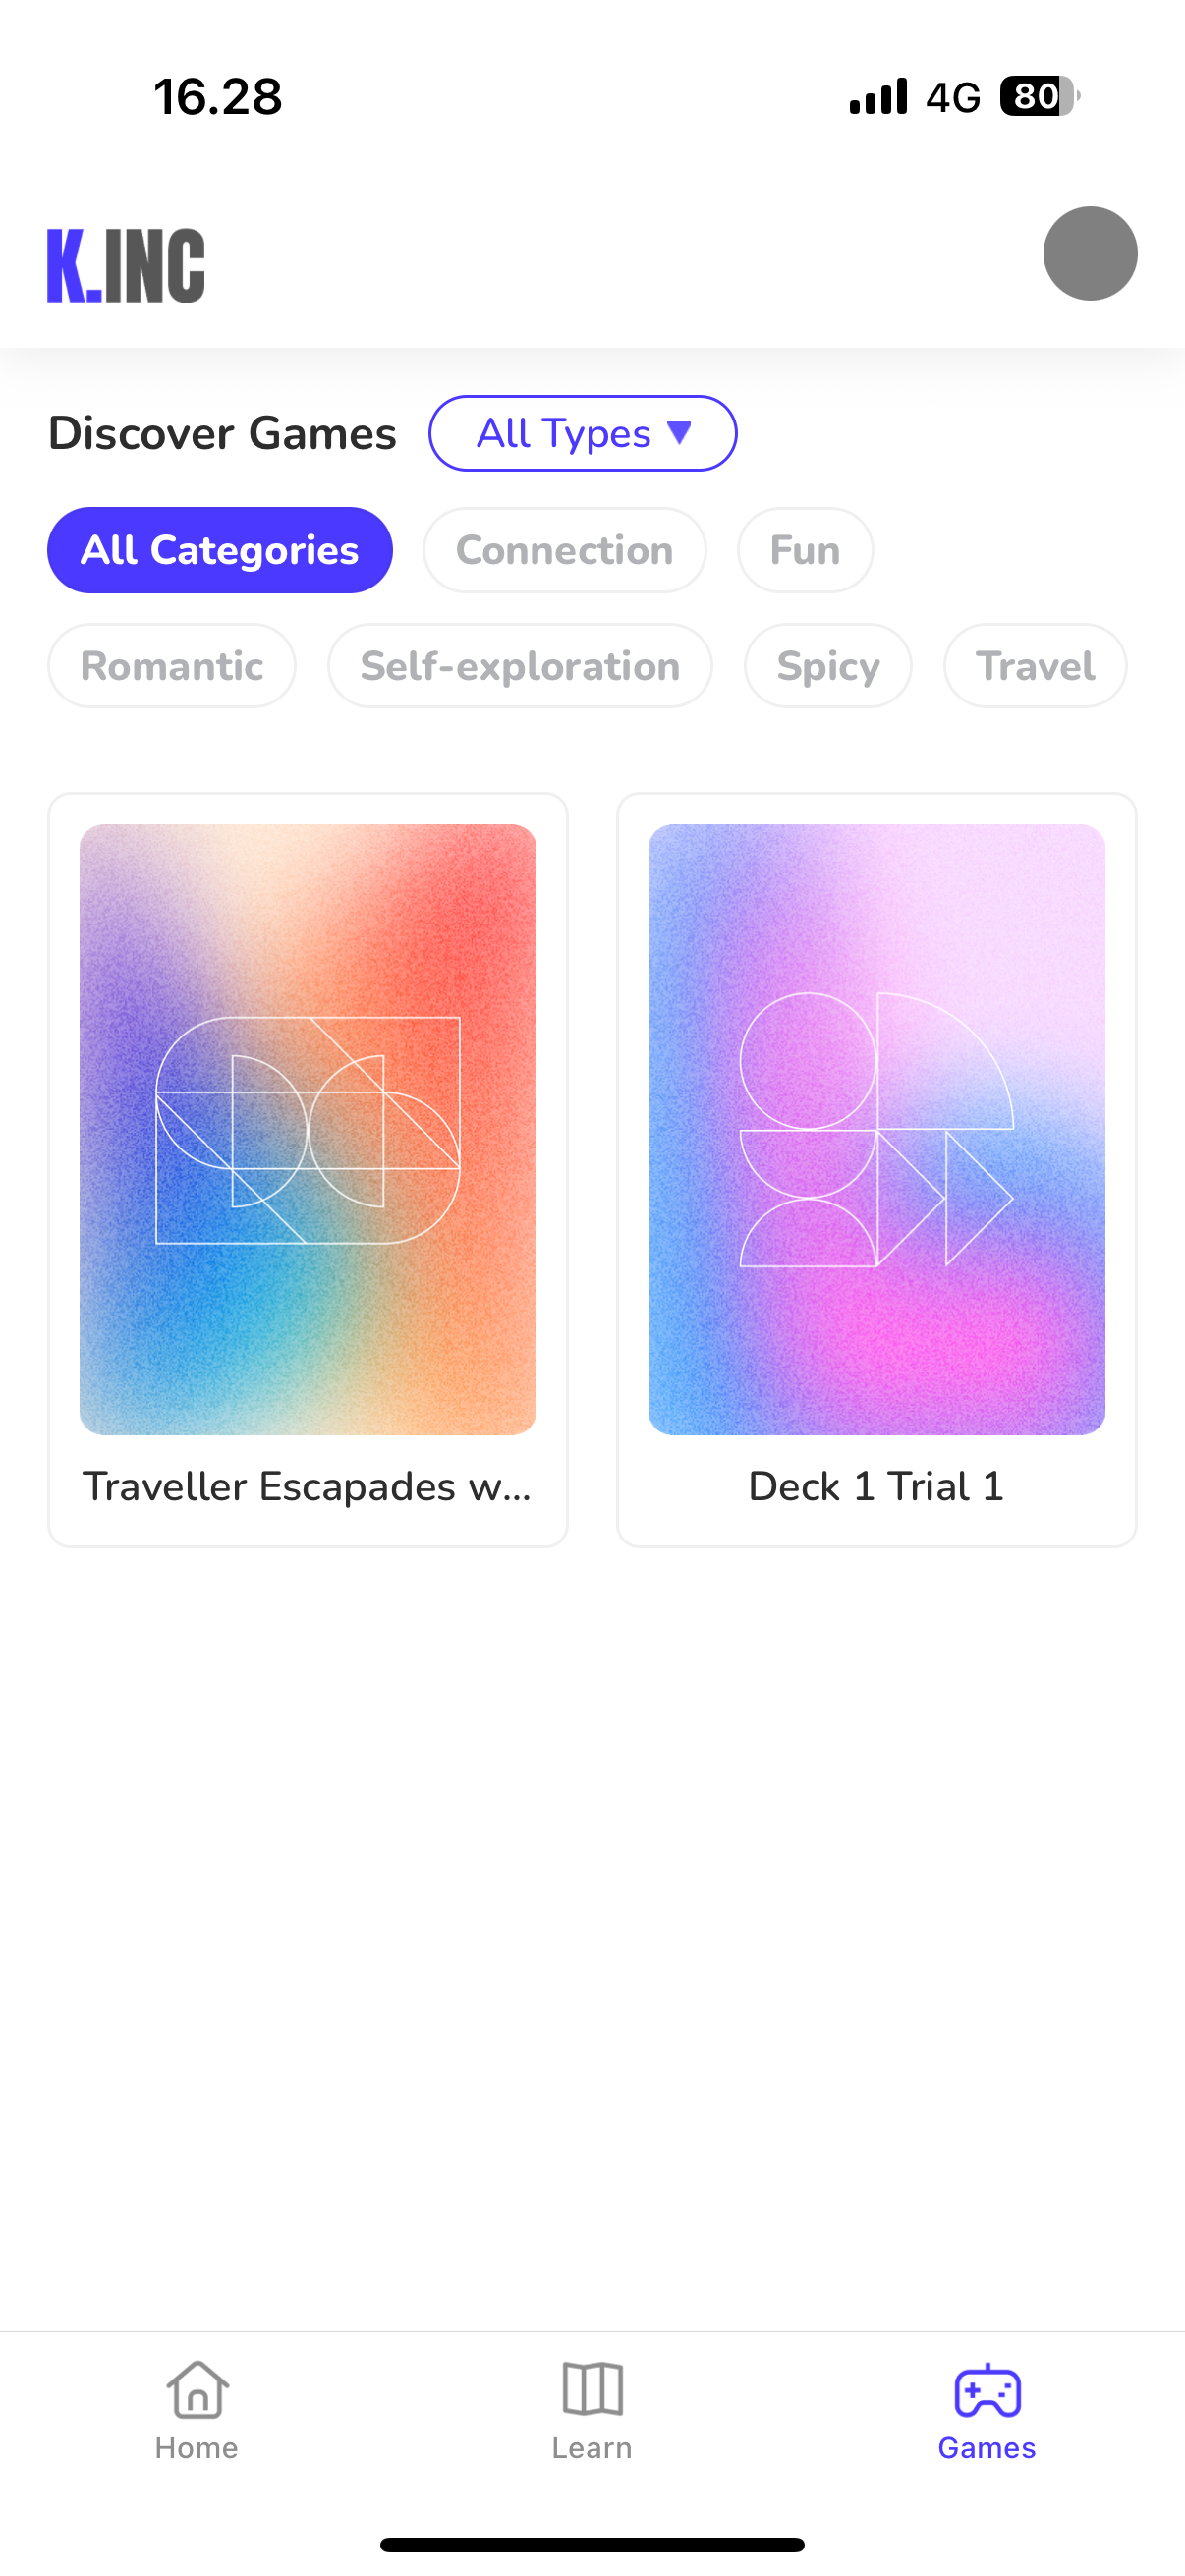 16.28 4G 80
K.INC
Discover Games All Types ▼
All Categories Connection Fun
Romantic Self-exploration Spicy Travel
Traveller Escapades w... Deck 1 Trial 1
Home Learn Games